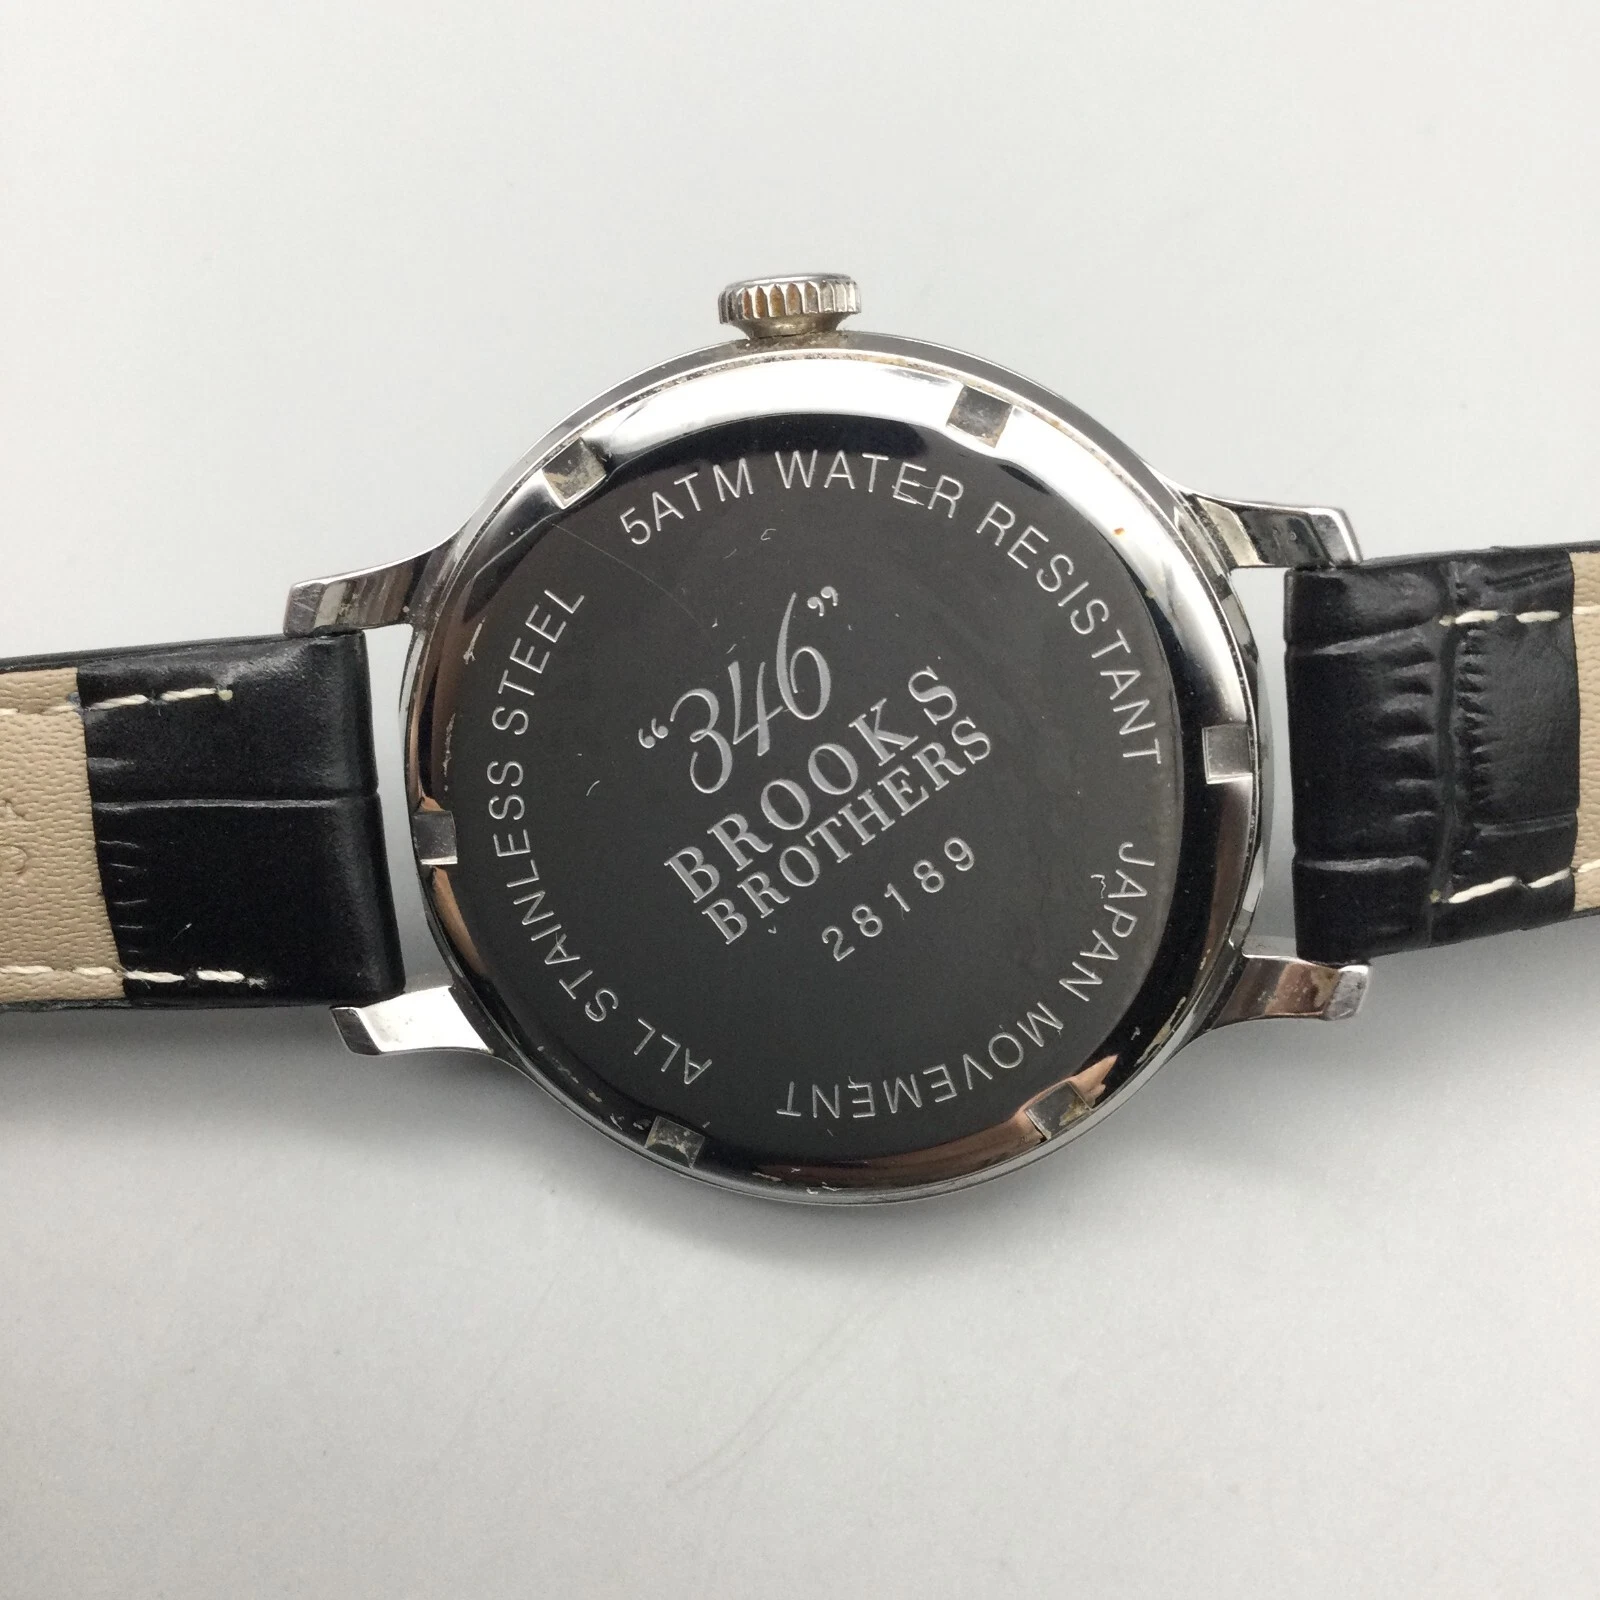 5ATM WATER RESISTANT
JAPAN MOVEMENT
ALL STAINLESS STEEL
“346”
BROOKS
BROTHERS
28189